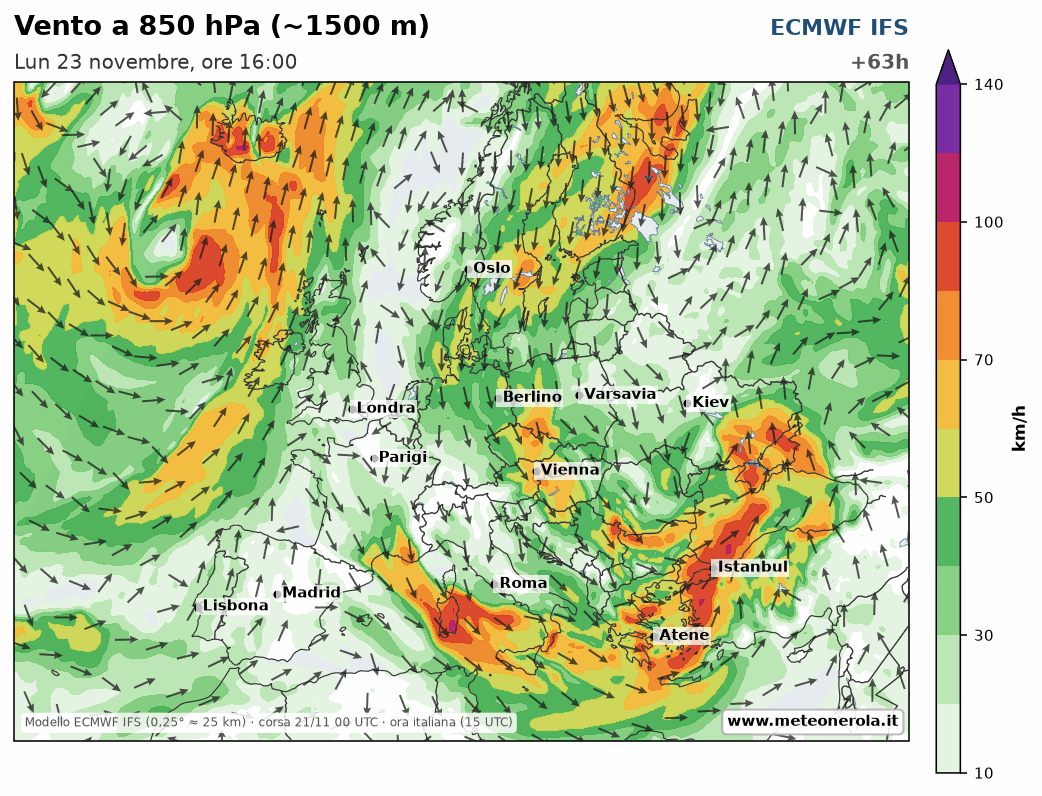 Vento a 850 hPa (~1500 m)
ECMWF IFS
Lun 23 novembre, ore 16:00
+63h
140
100
70
50
30
10
km/h
Oslo
Londra
Berlino
Varsavia
Kiev
Parigi
Vienna
Istanbul
Roma
Madrid
Lisbona
Atene
Modello ECMWF IFS (0,25° ≈ 25 km) · corsa 21/11 00 UTC · ora italiana (15 UTC)
www.meteonerola.it